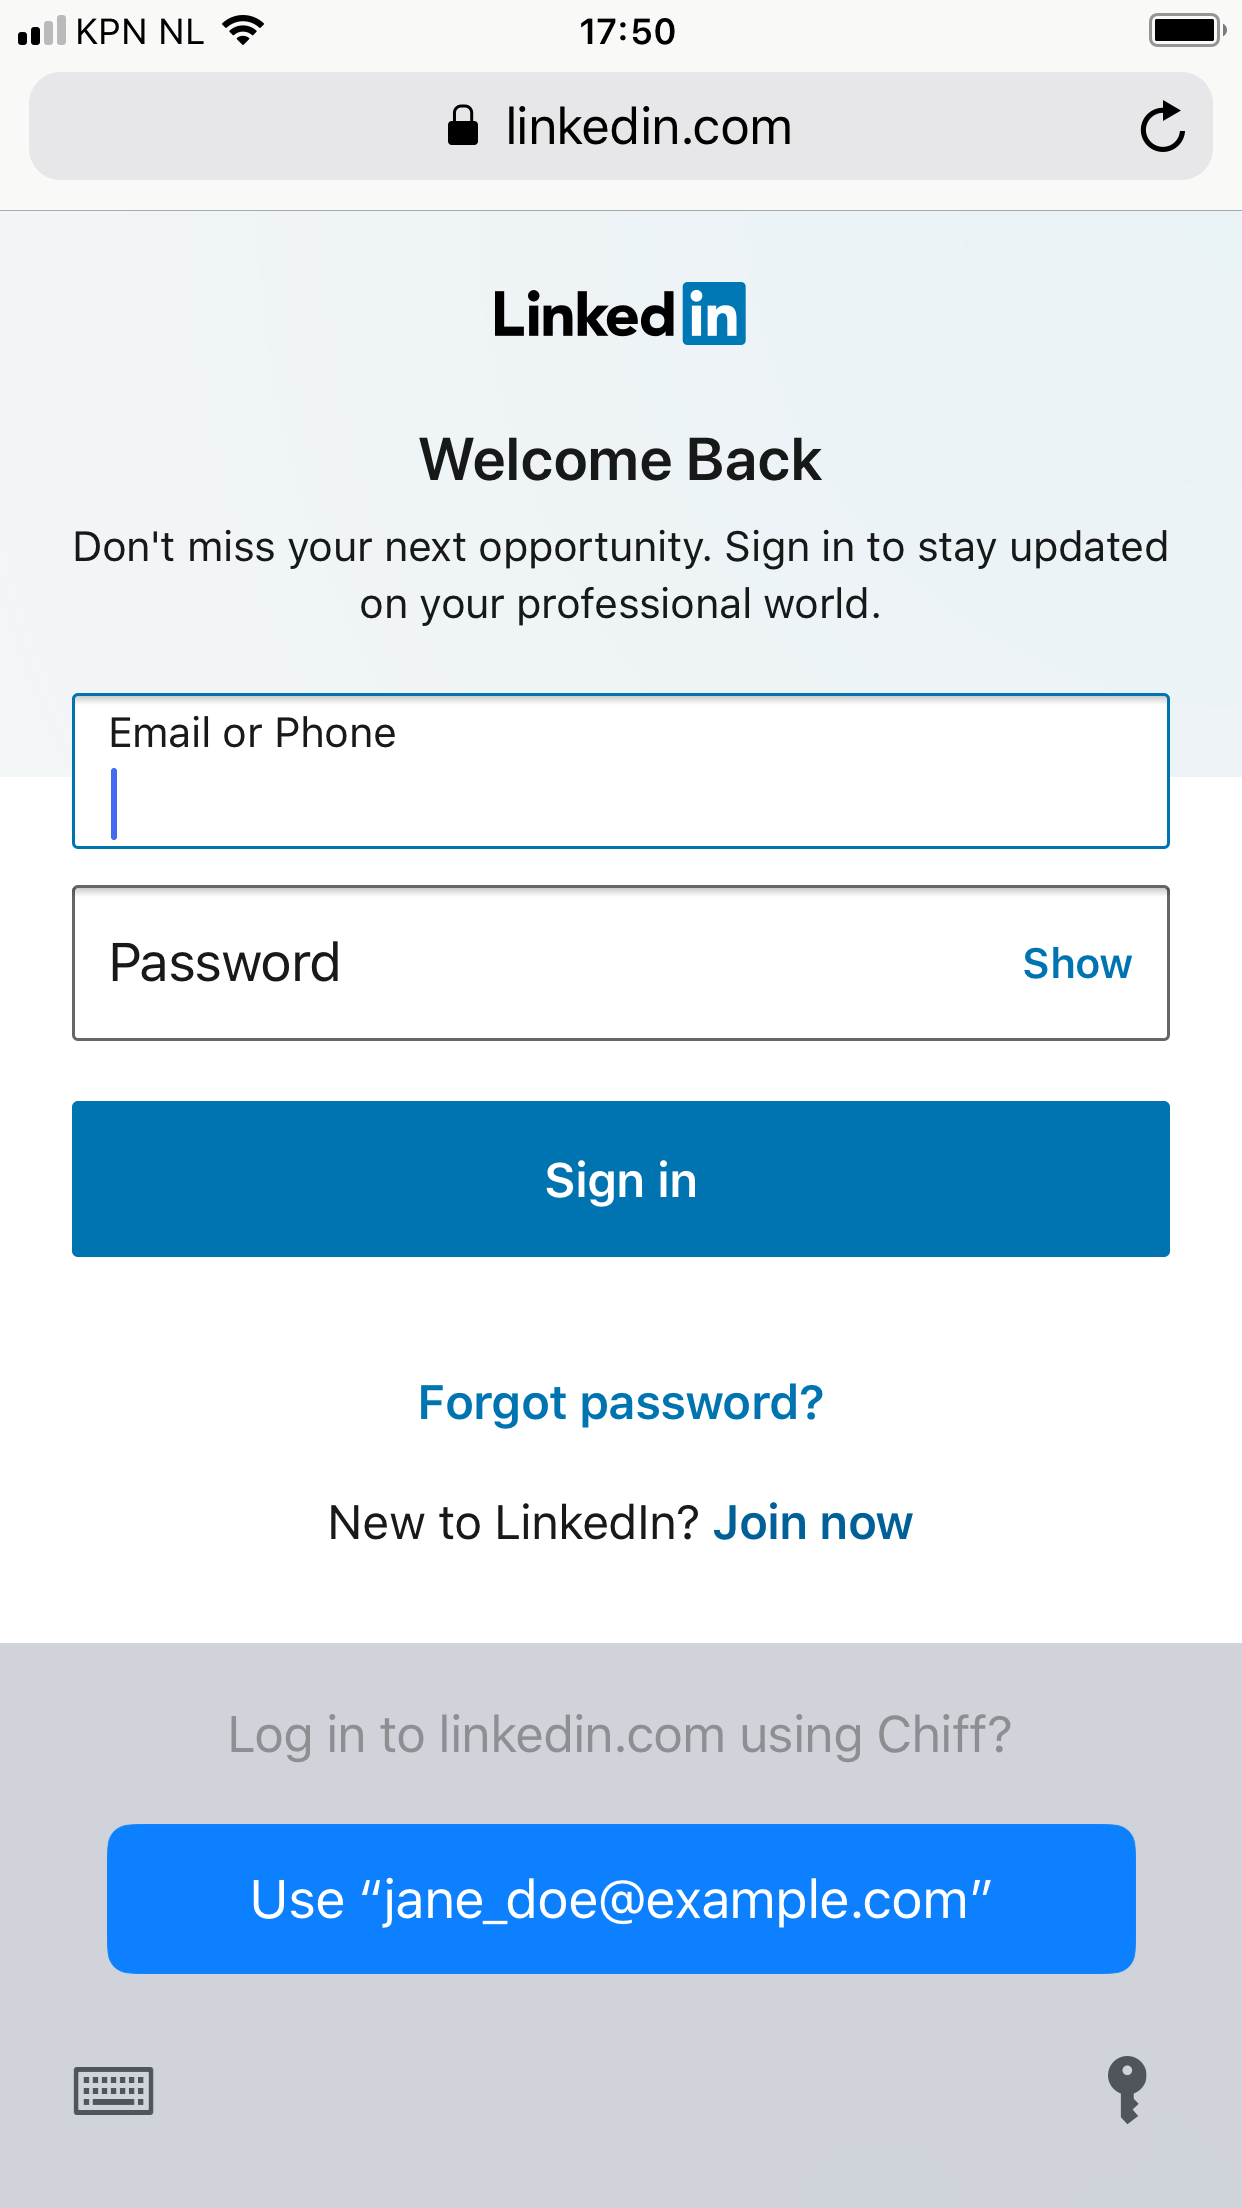 KPN NL 17:50
linkedin.com
Linkedin
Welcome Back
Don't miss your next opportunity. Sign in to stay updated
on your professional world.
Email or Phone
Password Show
Sign in
Forgot password?
New to LinkedIn? Join now
Log in to linkedin.com using Chiff?
Use “jane_doe@example.com”